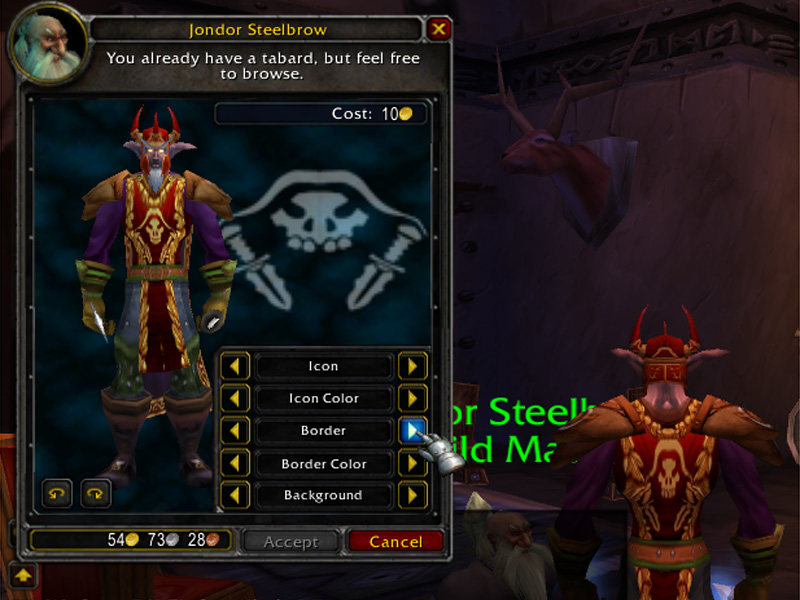 Jondor Steelbrow
You already have a tabard, but feel free
to browse.
Cost: 10
Icon
Icon Color
Border
Border Color
Background
54 73 28
Accept
Cancel